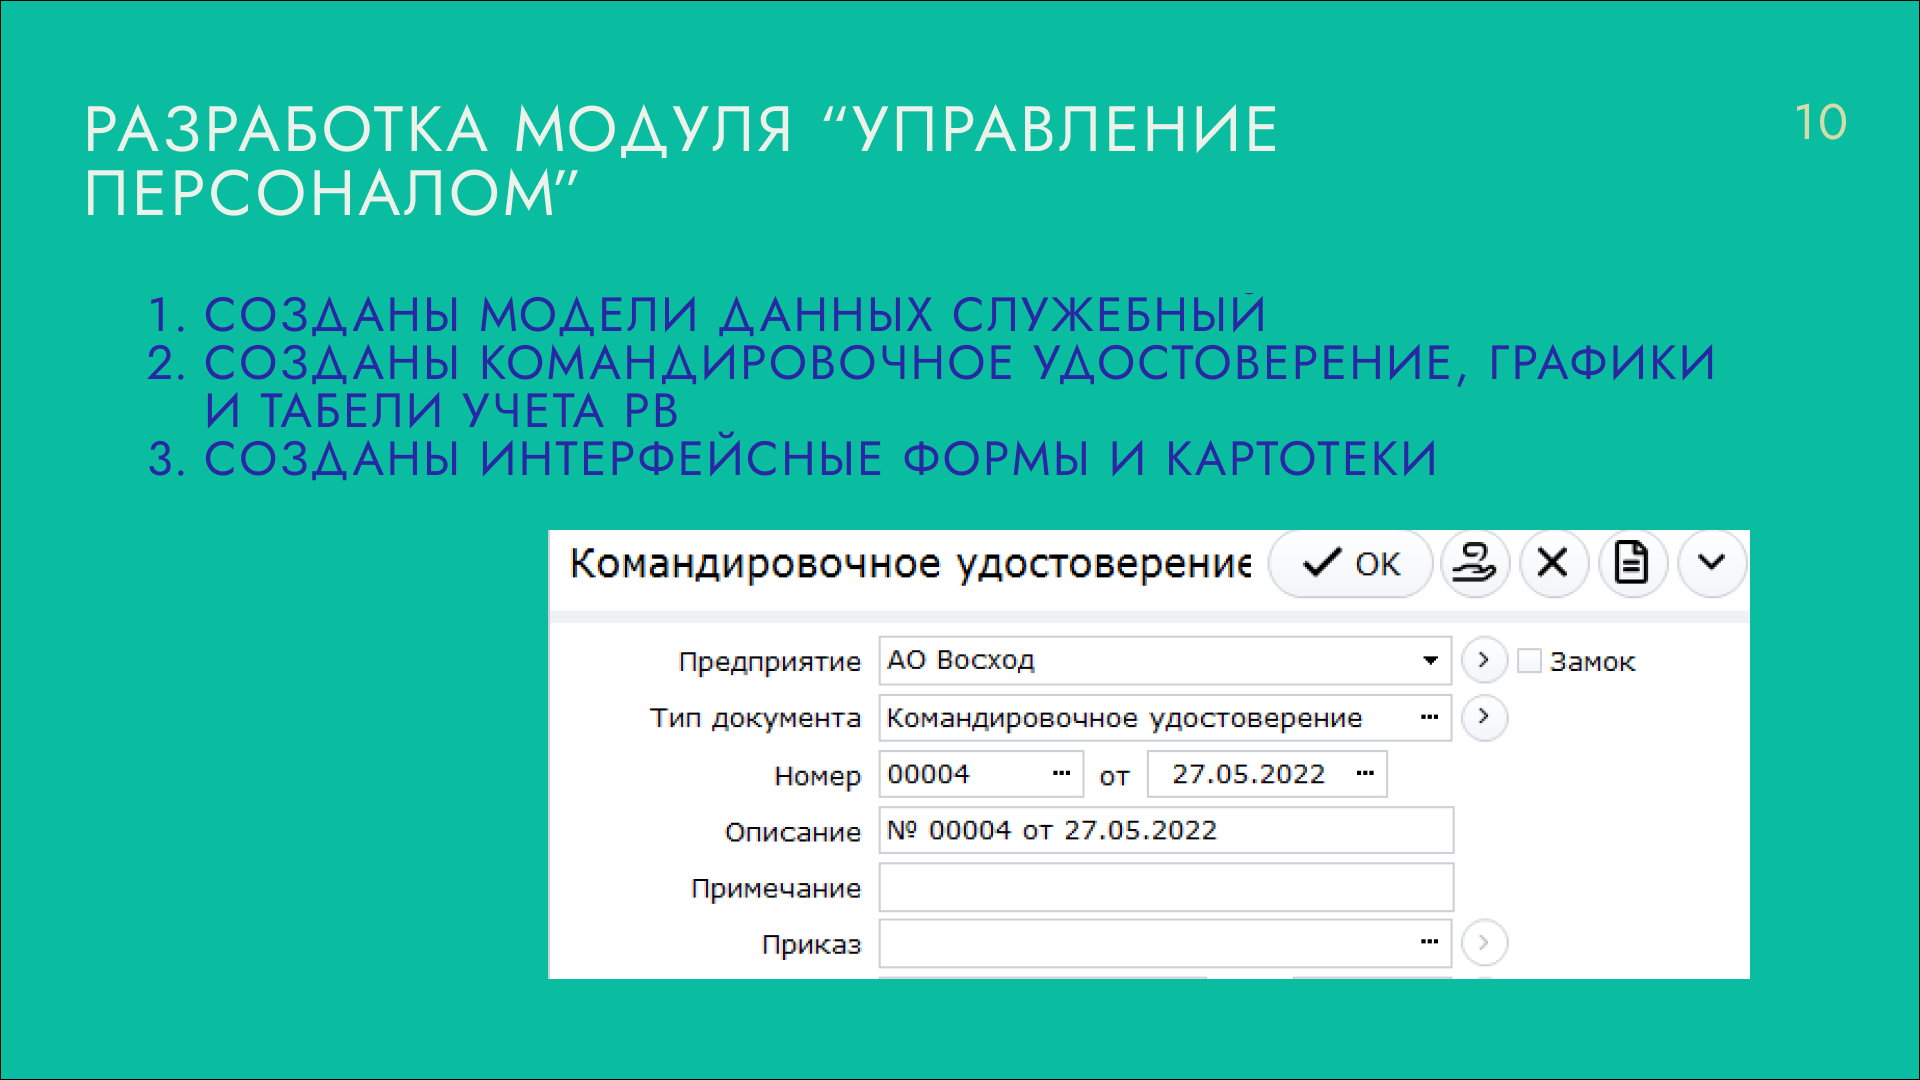 РАЗРАБОТКА МОДУЛЯ “УПРАВЛЕНИЕ
ПЕРСОНАЛОМ”
10
1. СОЗДАНЫ МОДЕЛИ ДАННЫХ СЛУЖЕБНЫЙ
2. СОЗДАНЫ КОМАНДИРОВОЧНОЕ УДОСТОВЕРЕНИЕ, ГРАФИКИ
И ТАБЕЛИ УЧЕТА РВ
3. СОЗДАНЫ ИНТЕРФЕЙСНЫЕ ФОРМЫ И КАРТОТЕКИ
Командировочное удостоверение ОК
Предприятие АО Восход Замок
Тип документа Командировочное удостоверение ...
Номер 00004 ... от 27.05.2022 ...
Описание № 00004 от 27.05.2022
Примечание
Приказ ...